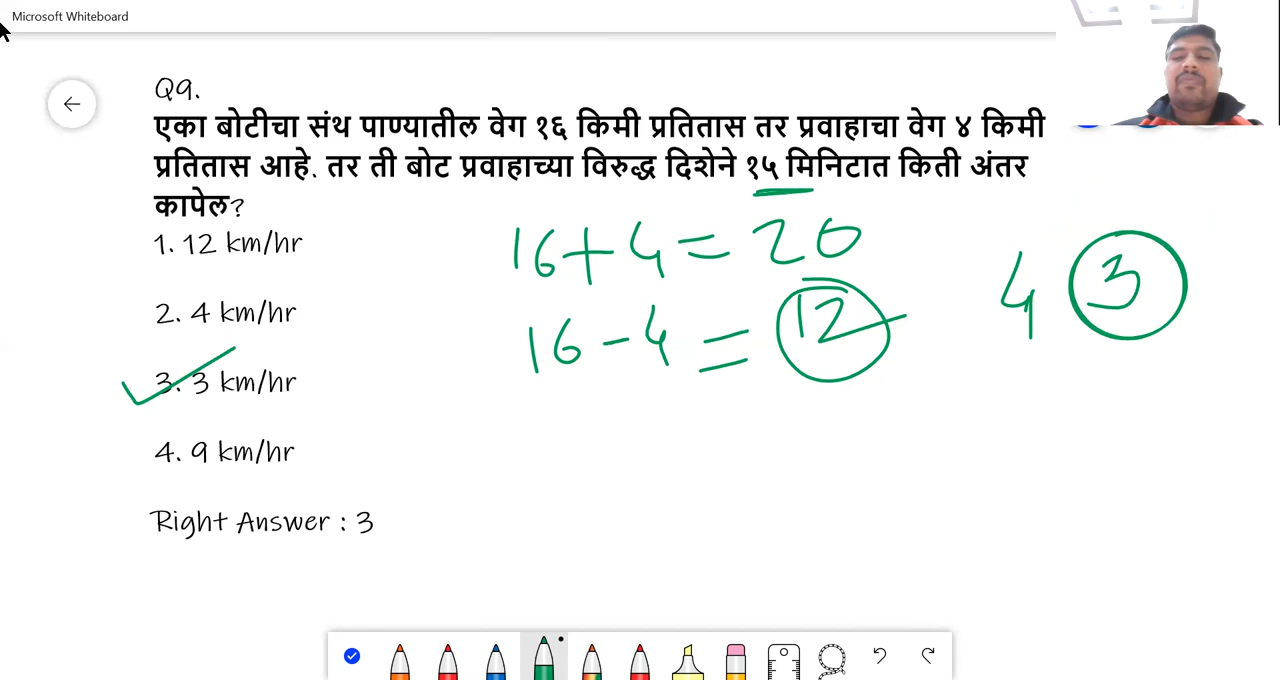 Microsoft Whiteboard
Q9.
एका बोटीचा संथ पाण्यातील वेग १६ किमी प्रतितास तर प्रवाहाचा वेग ४ किमी
प्रतितास आहे. तर ती बोट प्रवाहाच्या विरुद्ध दिशेने १५ मिनिटात किती अंतर
कापेल?
1. 12 km/hr
16+4=20
4 3
2. 4 km/hr
16-4=12
3. 3 km/hr
4. 9 km/hr
Right Answer : 3